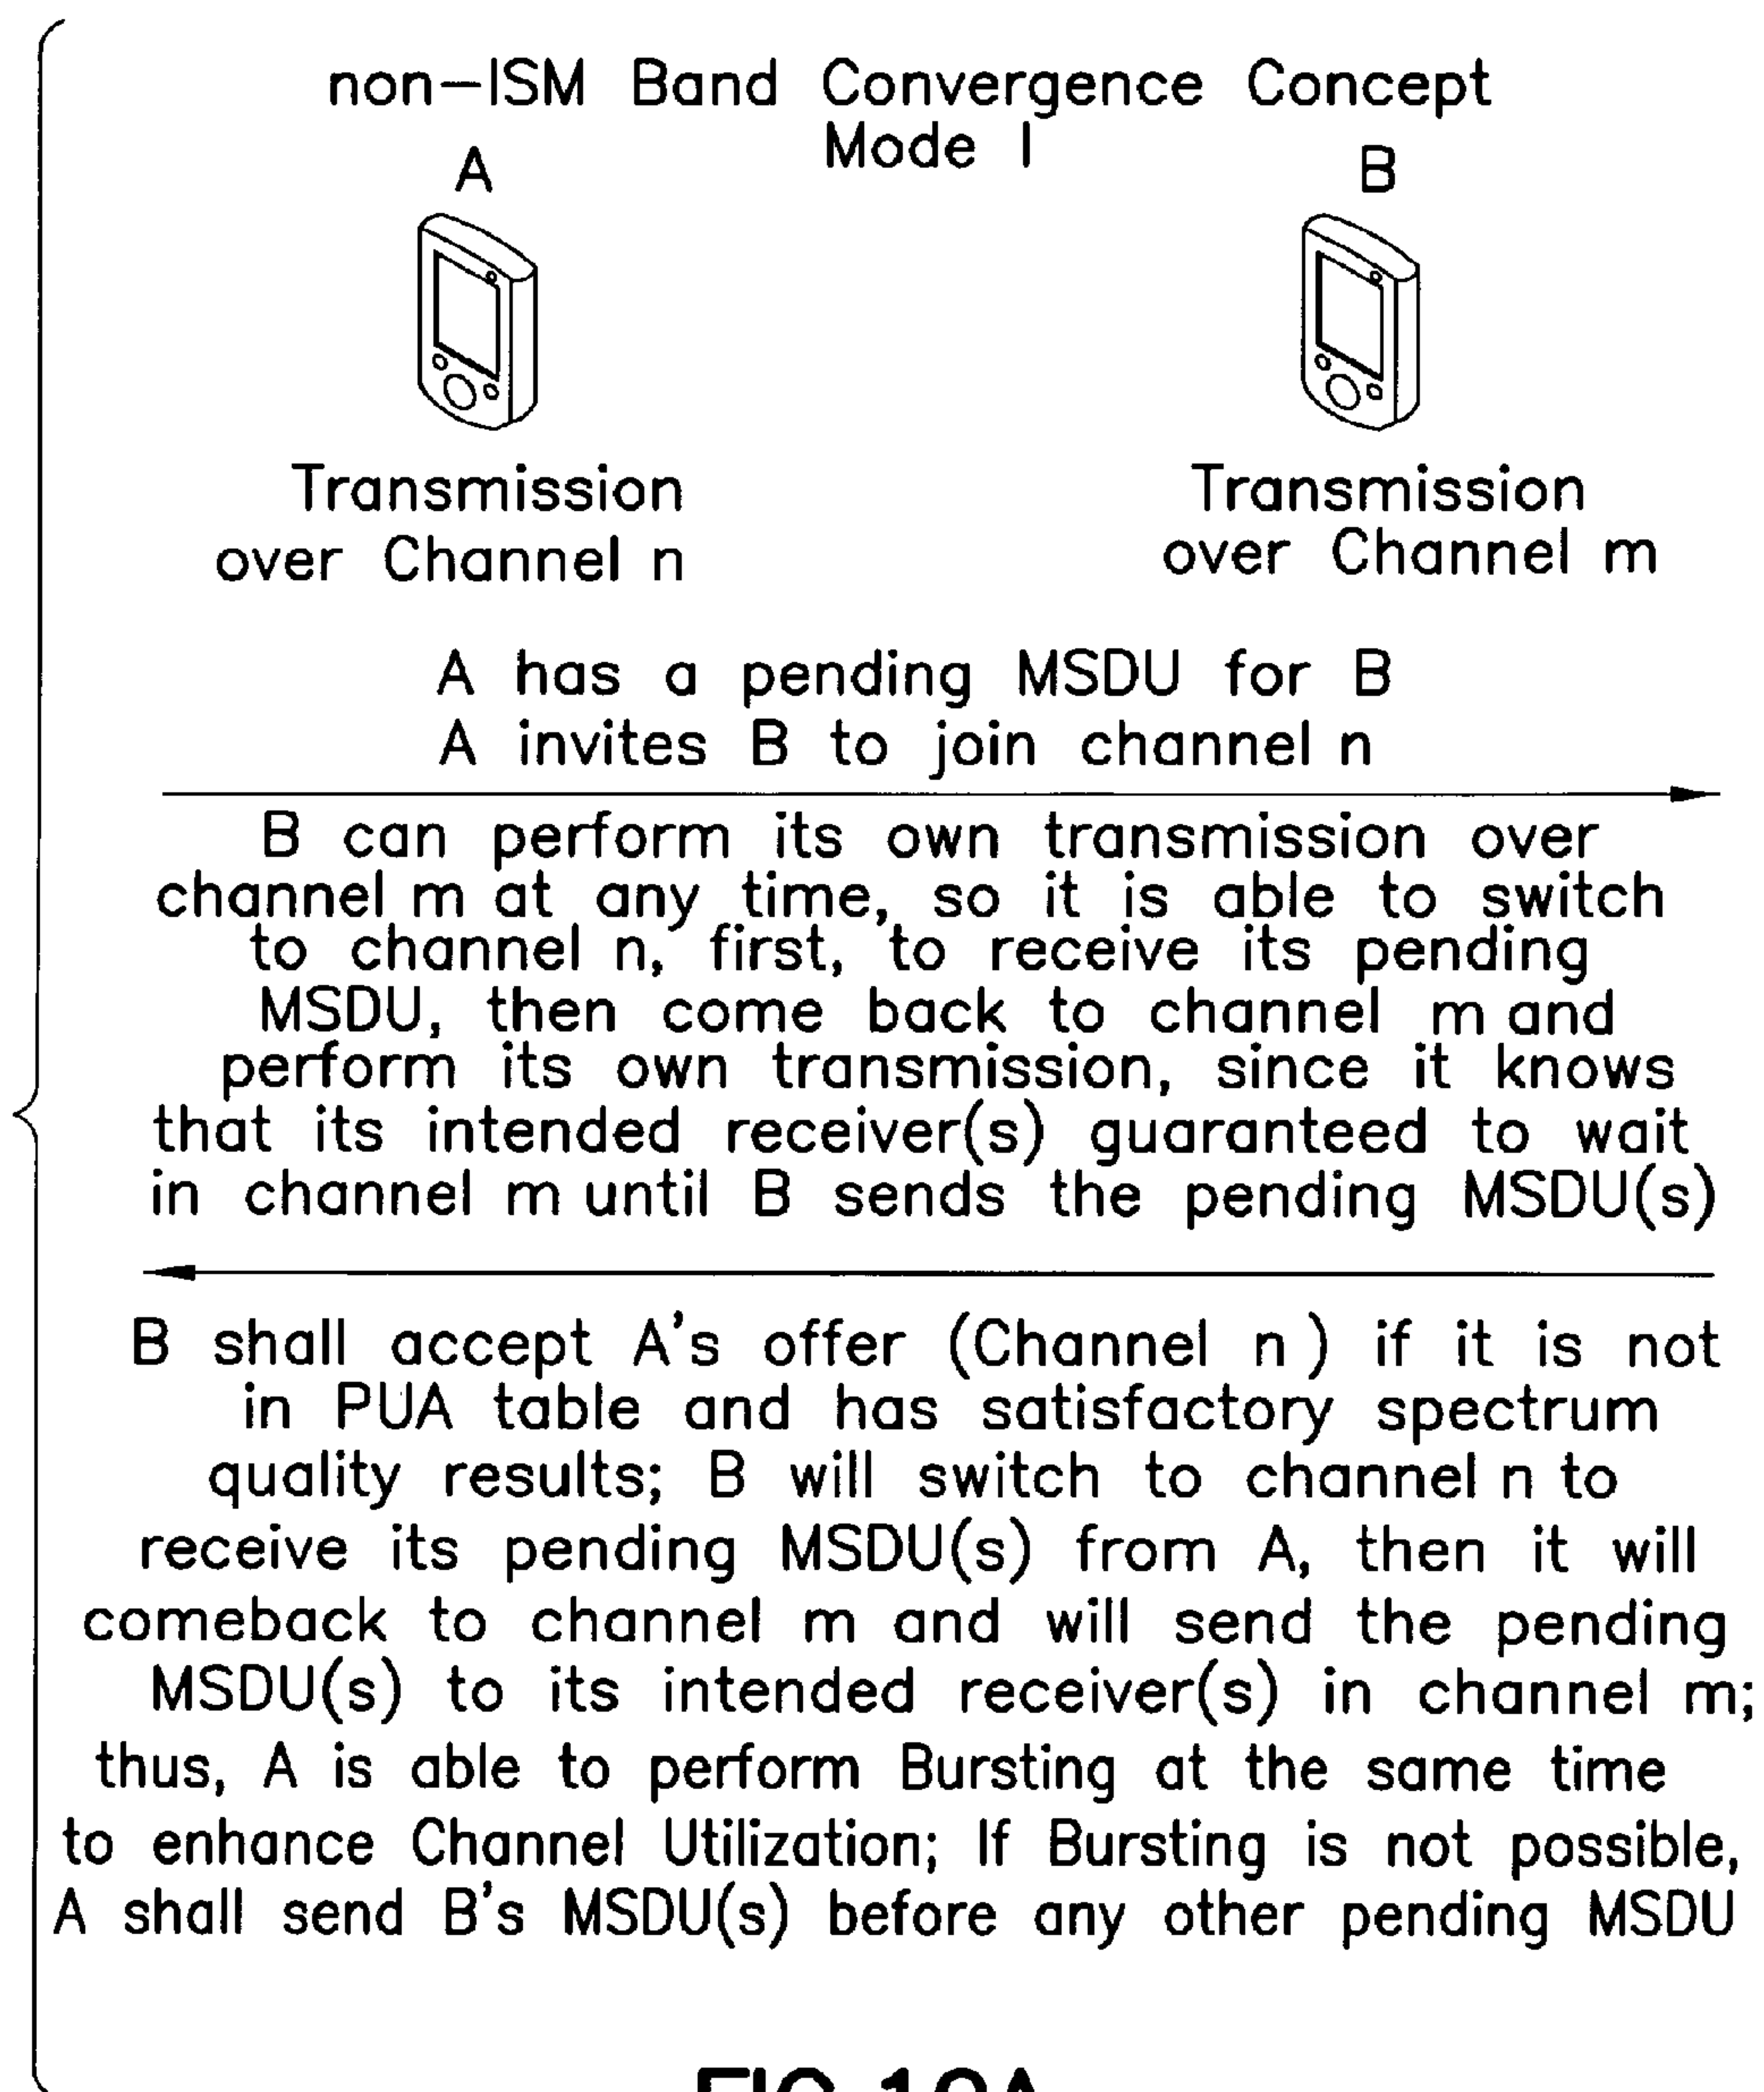 non-ISM Band Convergence Concept
Mode I
A
B
Transmission
over Channel n
Transmission
over Channel m
A has a pending MSDU for B
A invites B to join channel n
B can perform its own transmission over
channel m at any time, so it is able to switch
to channel n, first, to receive its pending
MSDU, then come back to channel m and
perform its own transmission, since it knows
that its intended receiver(s) guaranteed to wait
in channel m until B sends the pending MSDU(s)
B shall accept A's offer (Channel n ) if it is not
in PUA table and has satisfactory spectrum
quality results; B will switch to channel n to
receive its pending MSDU(s) from A, then it will
comeback to channel m and will send the pending
MSDU(s) to its intended receiver(s) in channel m;
thus, A is able to perform Bursting at the same time
to enhance Channel Utilization; If Bursting is not possible,
A shall send B's MSDU(s) before any other pending MSDU